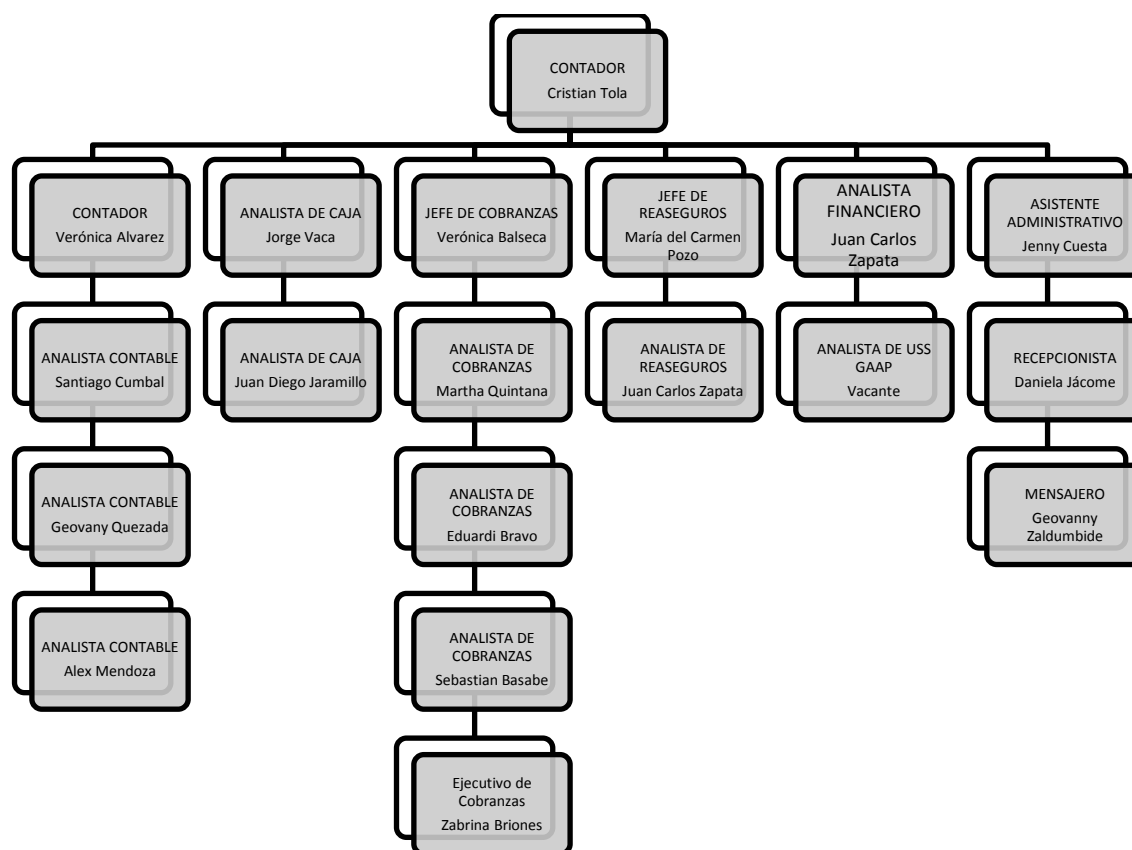 CONTADOR
Cristian Tola
CONTADOR
Verónica Alvarez
ANALISTA DE CAJA
Jorge Vaca
JEFE DE COBRANZAS
Verónica Balseca
JEFE DE
REASEGUROS
María del Carmen
Pozo
ANALISTA
FINANCIERO
Juan Carlos
Zapata
ASISTENTE
ADMINISTRATIVO
Jenny Cuesta
ANALISTA CONTABLE
Santiago Cumbal
ANALISTA DE CAJA
Juan Diego Jaramillo
ANALISTA DE
COBRANZAS
Martha Quintana
ANALISTA DE
REASEGUROS
Juan Carlos Zapata
ANALISTA DE USS
GAAP
Vacante
RECEPCIONISTA
Daniela Jácome
ANALISTA CONTABLE
Geovany Quezada
ANALISTA DE
COBRANZAS
Eduardi Bravo
MENSAJERO
Geovanny
Zaldumbide
ANALISTA CONTABLE
Alex Mendoza
ANALISTA DE
COBRANZAS
Sebastian Basabe
Ejecutivo de
Cobranzas
Zabrina Briones